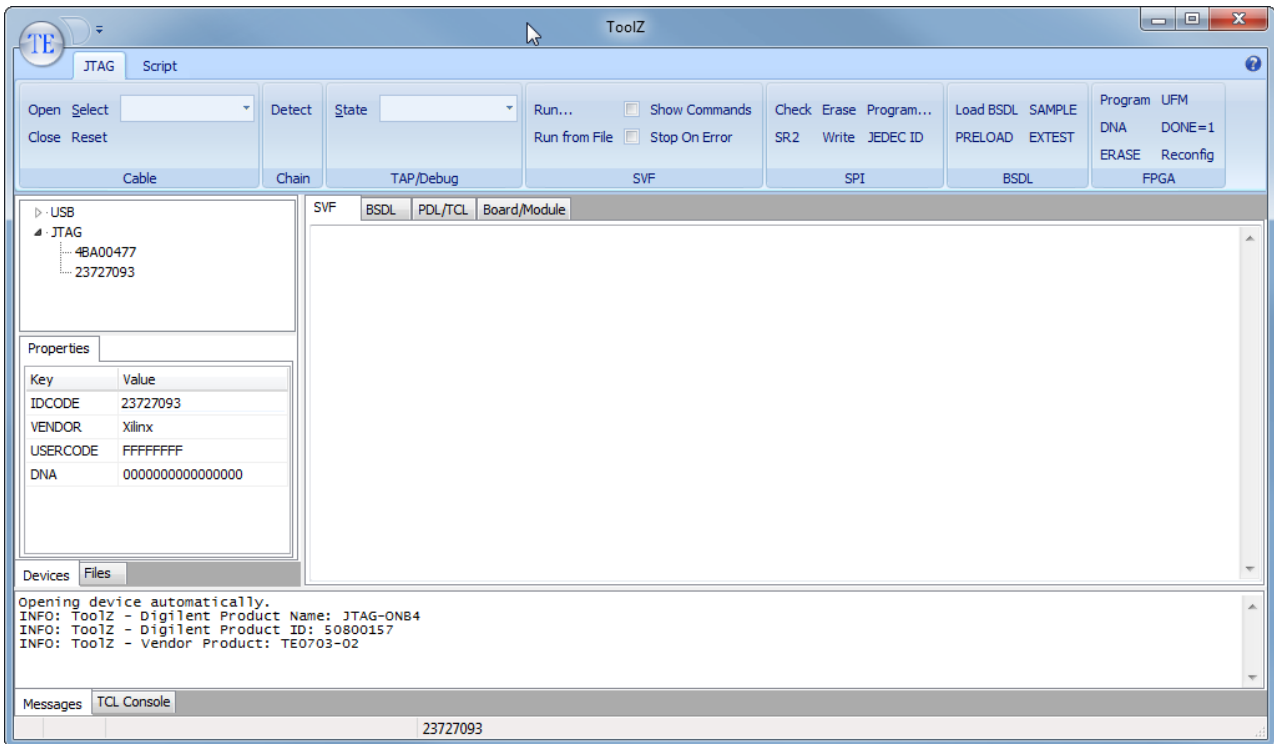 ToolZ
TE
JTAG Script
Open Select Detect State Run... Show Commands Check Erase Program... Load BSDL SAMPLE Program UFM
Close Reset Run from File Stop On Error SR2 Write JEDEC ID PRELOAD EXTEST DNA DONE=1
ERASE Reconfig
Cable Chain TAP/Debug SVF SPI BSDL FPGA
USB
JTAG
4BA00477
23727093
SVF BSDL PDL/TCL Board/Module
Properties
Key Value
IDCODE 23727093
VENDOR Xilinx
USERCODE FFFFFFFF
DNA 0000000000000000
Devices Files
Opening device automatically.
INFO: ToolZ - Digilent Product Name: JTAG-ONB4
INFO: ToolZ - Digilent Product ID: 50800157
INFO: ToolZ - Vendor Product: TE0703-02
Messages TCL Console
23727093